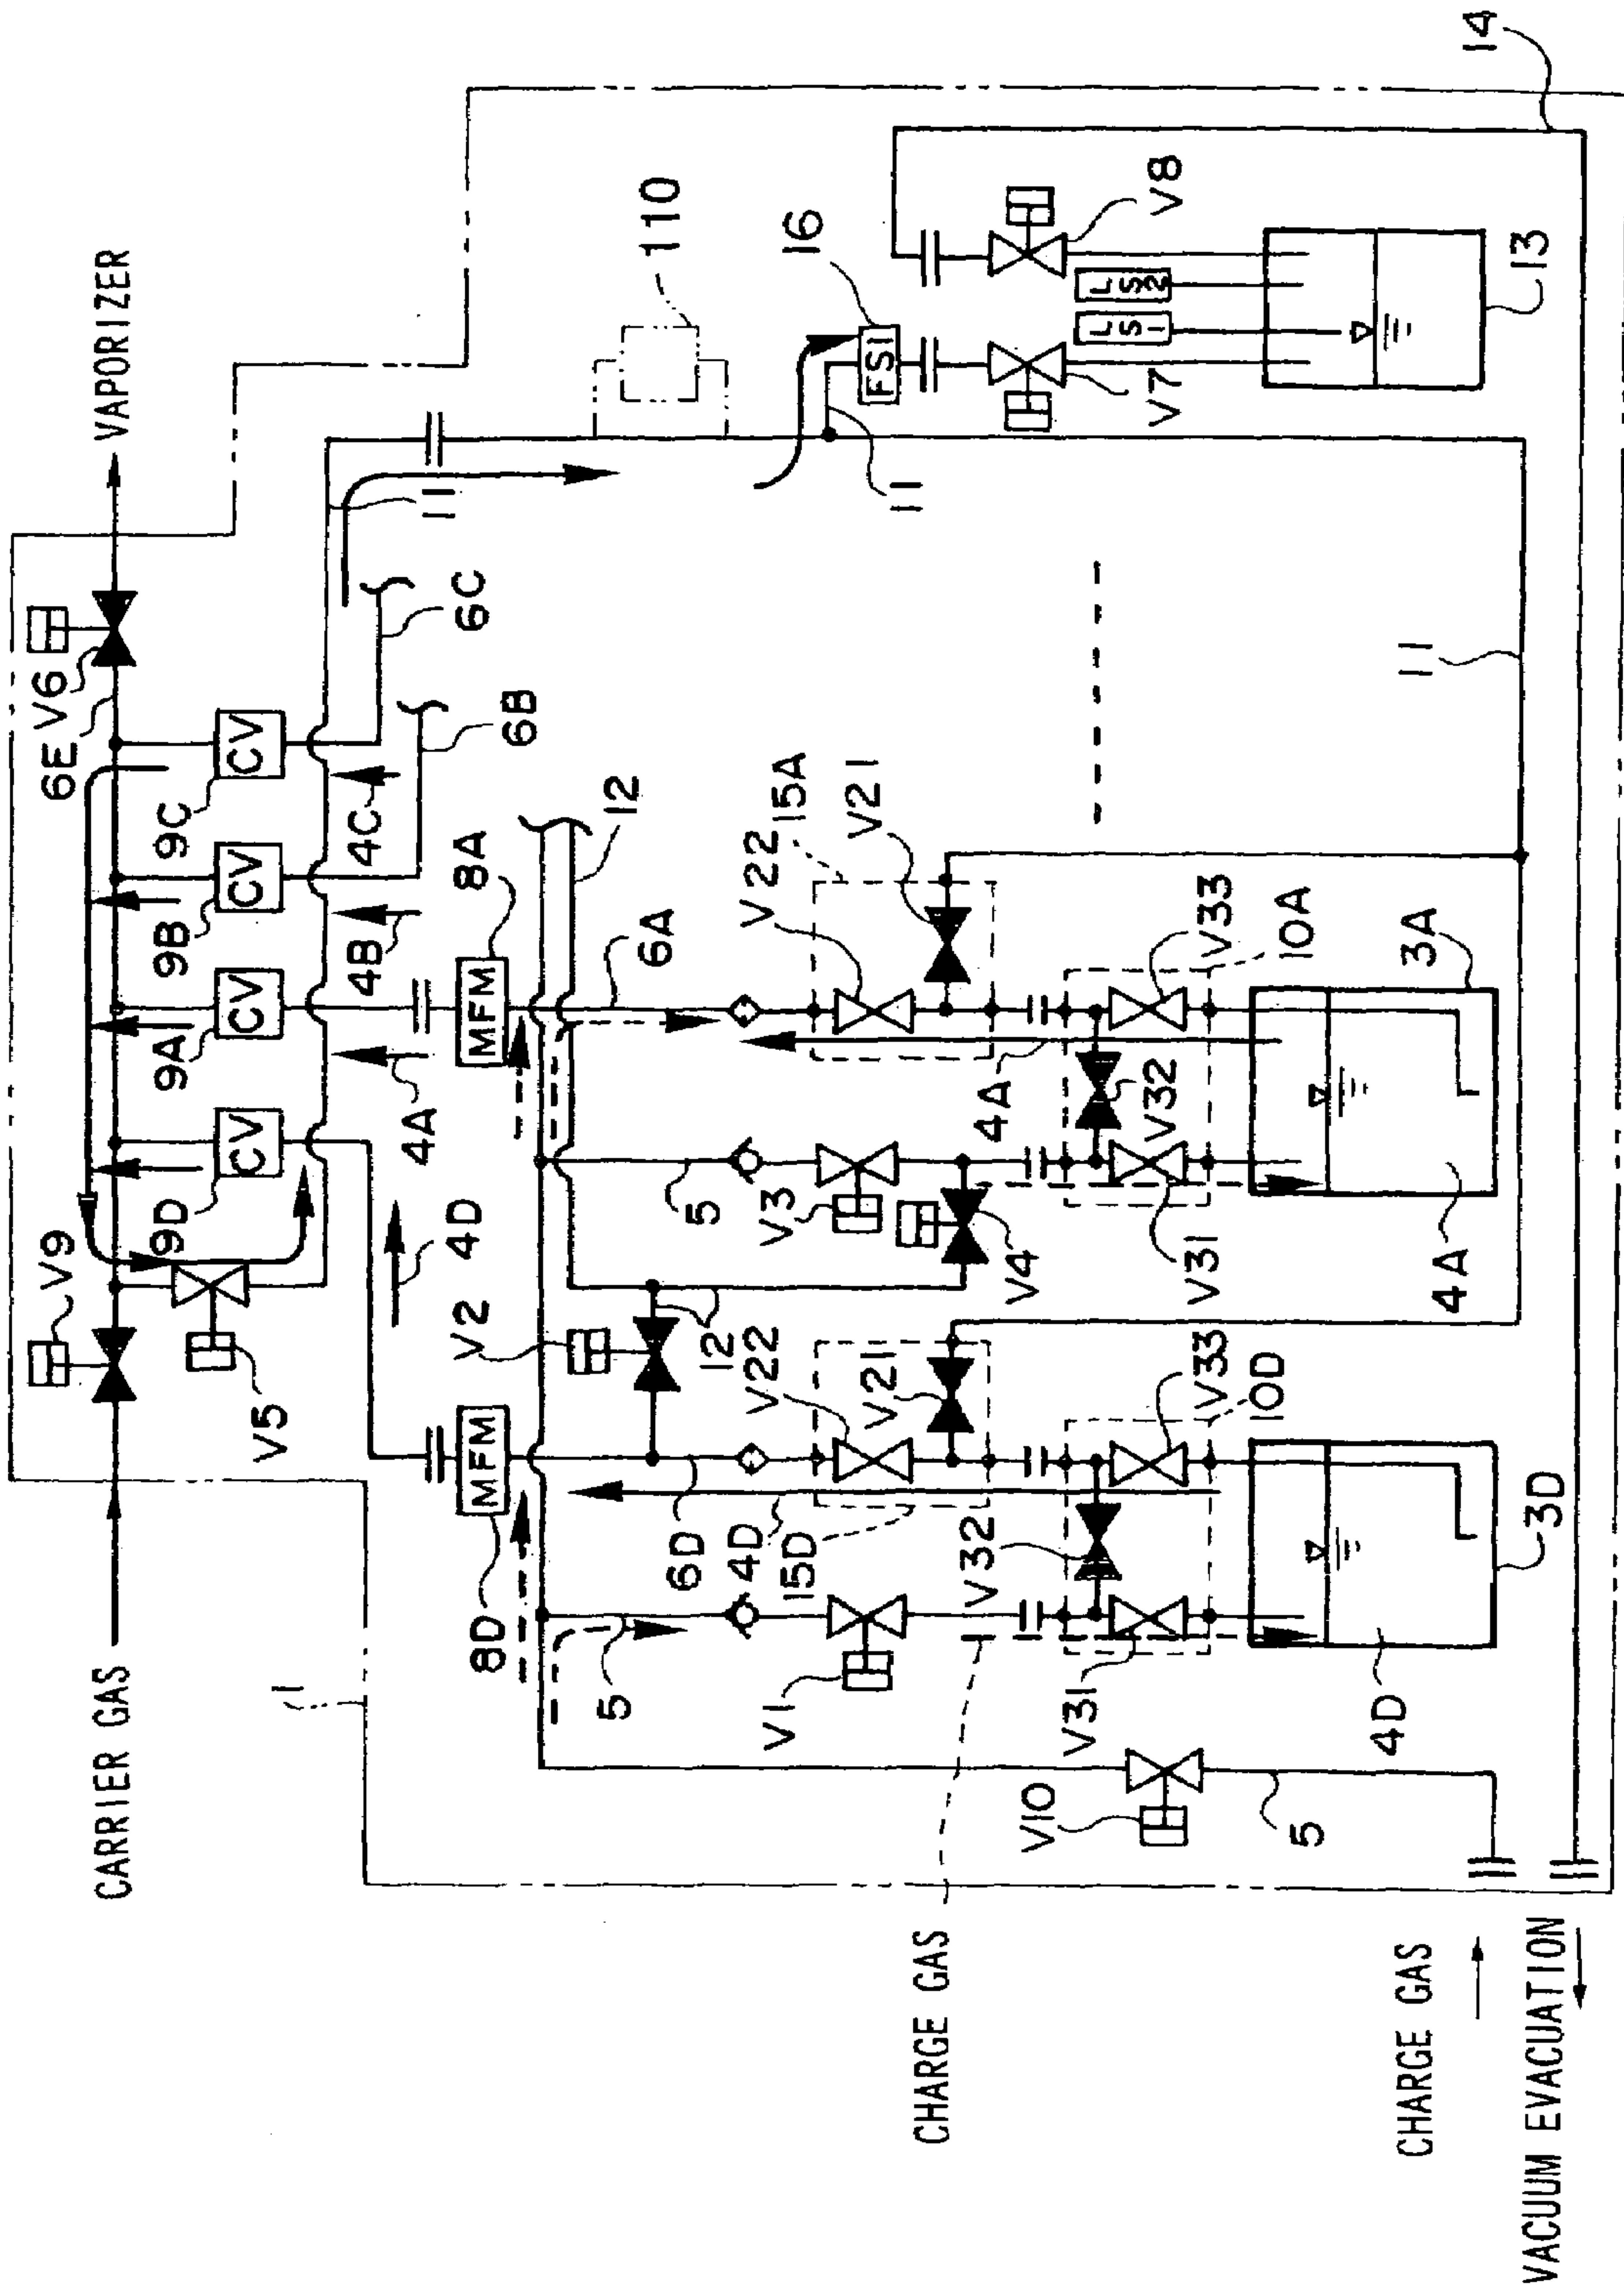 CARRIER GAS
VAPORIZER
V9
V6
6E
V5
9D
CV
9A
CV
9B
CV
9C
CV
4D
4A
4B
4C
6B
6C
11
1
8D
MFM
V2
8A
MFM
12
12
110
5
6D
5
6A
4D
15D
V22
V21
V1
V3
V4
V22
15A
V21
4A
V32
V31
V33
10D
V32
V31
V33
10A
11
16
FS1
V7
V8
LS1
LS2
13
14
V10
5
4D
3D
4A
3A
11
CHARGE GAS
CHARGE GAS
VACUUM EVACUATION